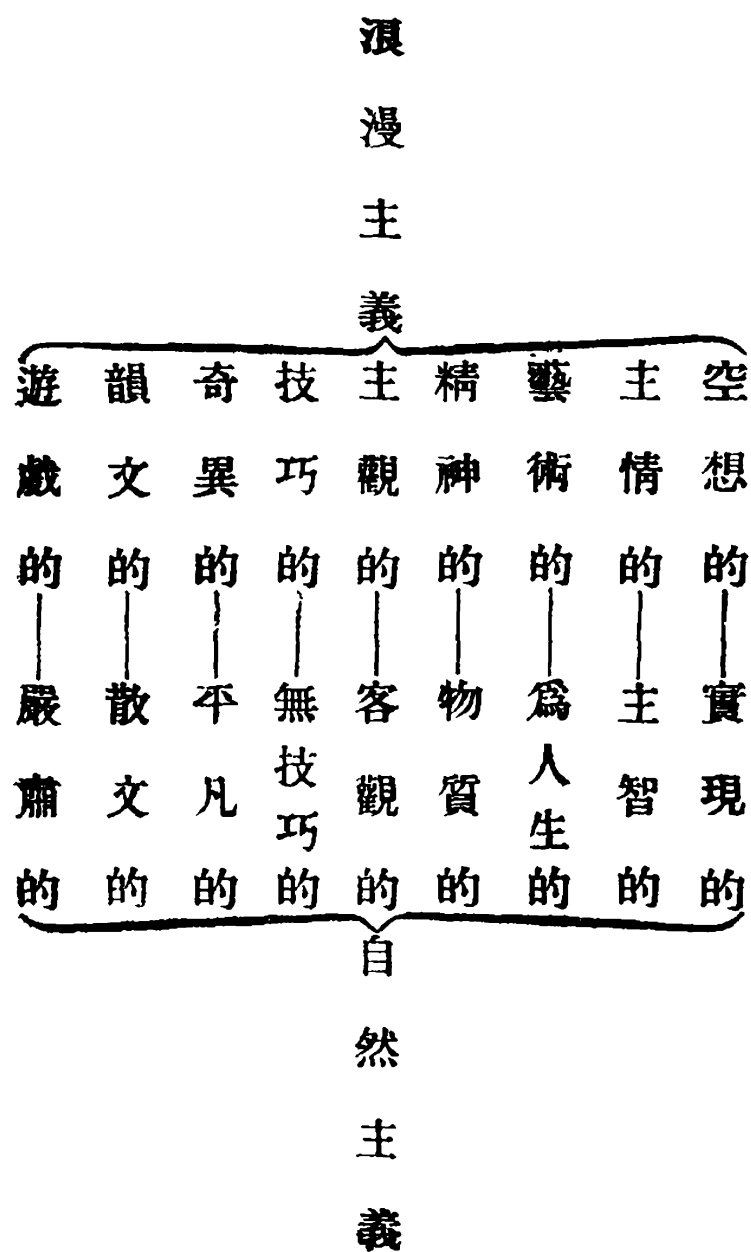 浪漫主義
空想的——實現的
主情的——主智的
藝術的——爲人生的
精神的——物質的
主觀的——客觀的
技巧的——無技巧的
奇異的——平凡的
韻文的——散文的
遊戲的——嚴肅的
自然主義